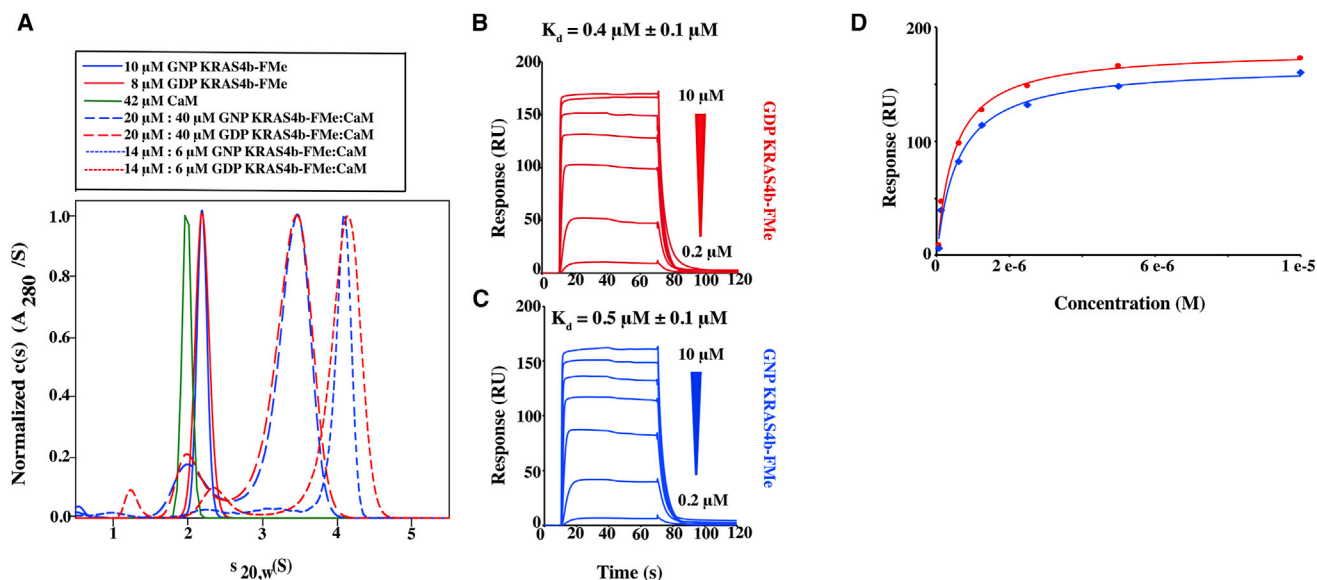 A
10 µM GNP KRAS4b-FMe
8 µM GDP KRAS4b-FMe
42 µM CaM
20 µM : 40 µM GNP KRAS4b-FMe:CaM
20 µM : 40 µM GDP KRAS4b-FMe:CaM
14 µM : 6 µM GNP KRAS4b-FMe:CaM
14 µM : 6 µM GDP KRAS4b-FMe:CaM
Normalized c(s) (A280/S)
1.0
0.8
0.6
0.4
0.2
0.0
1 2 3 4 5
s20,w(S)
B
Kd = 0.4 µM ± 0.1 µM
Response (RU)
200
150
100
50
0
0 20 40 60 80 100 120
10 µM
0.2 µM
GDP KRAS4b-FMe
C
Kd = 0.5 µM ± 0.1 µM
Response (RU)
200
150
100
50
0
0 20 40 60 80 100 120
Time (s)
10 µM
0.2 µM
GNP KRAS4b-FMe
D
Response (RU)
200
100
0
0 2 e-6 6 e-6 1 e-5
Concentration (M)